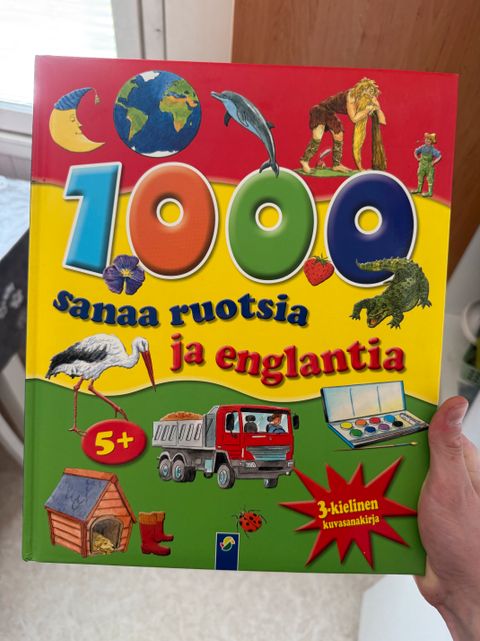 1000
sanaa ruotsia
ja englantia
5+
3-kielinen
kuvasanakirja